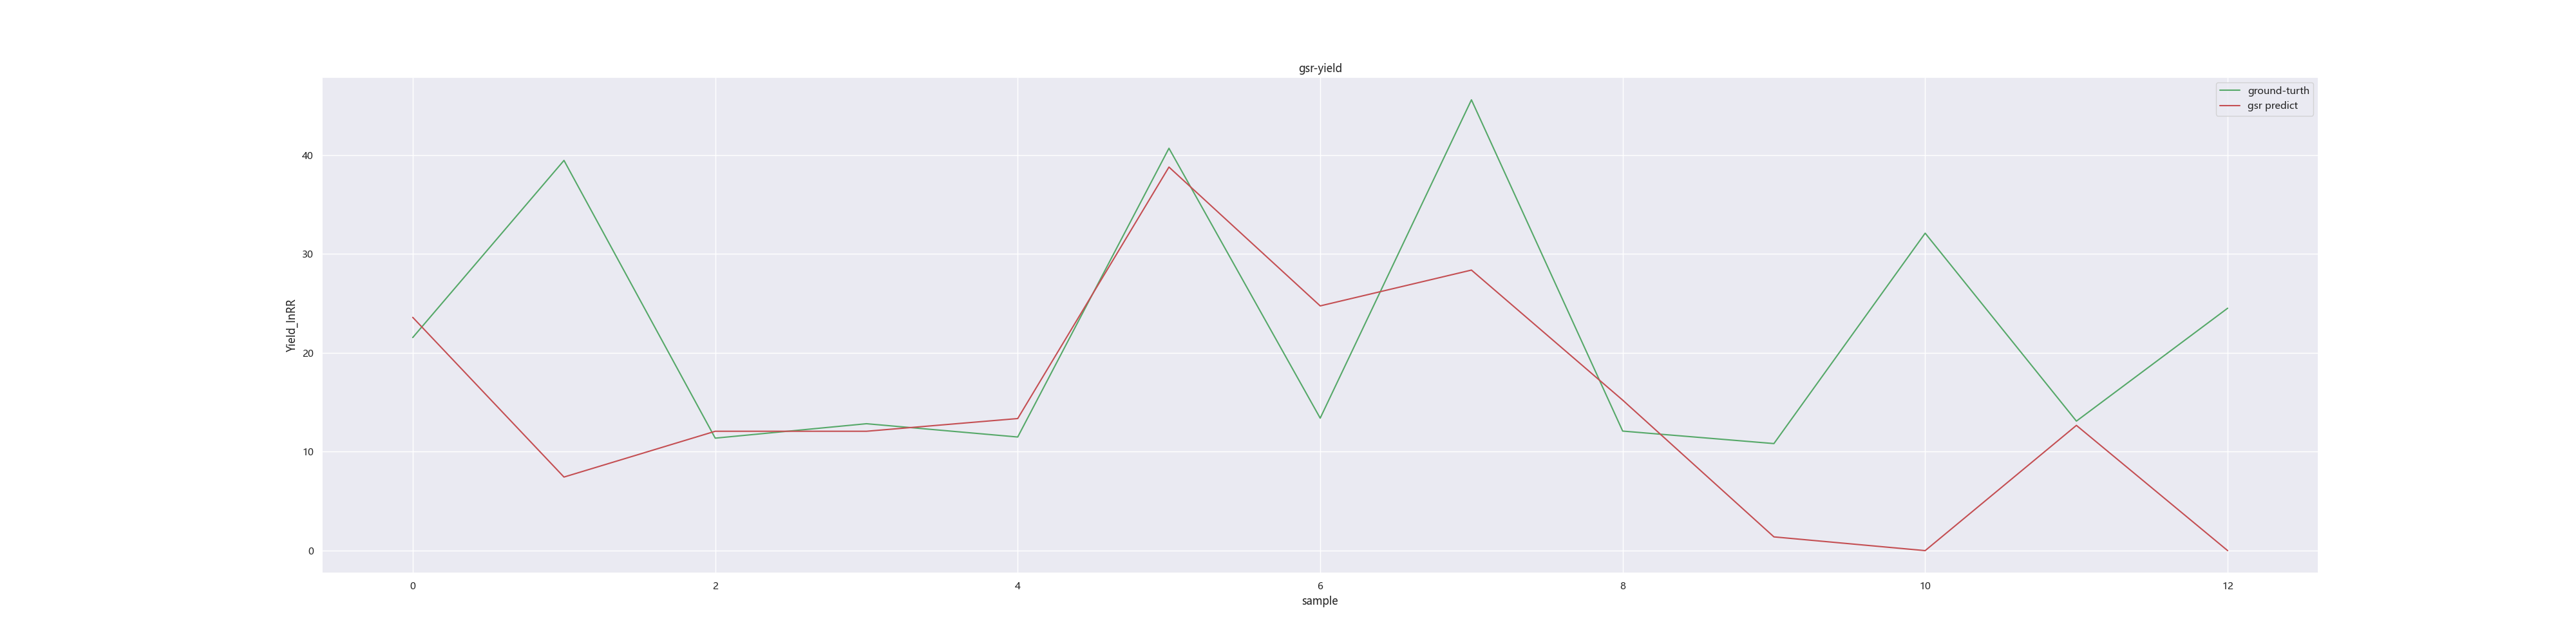 gsr-yield
ground-turth
gsr predict
40
30
20
10
0
Yield_lnRR
0 2 4 6 8 10 12
sample